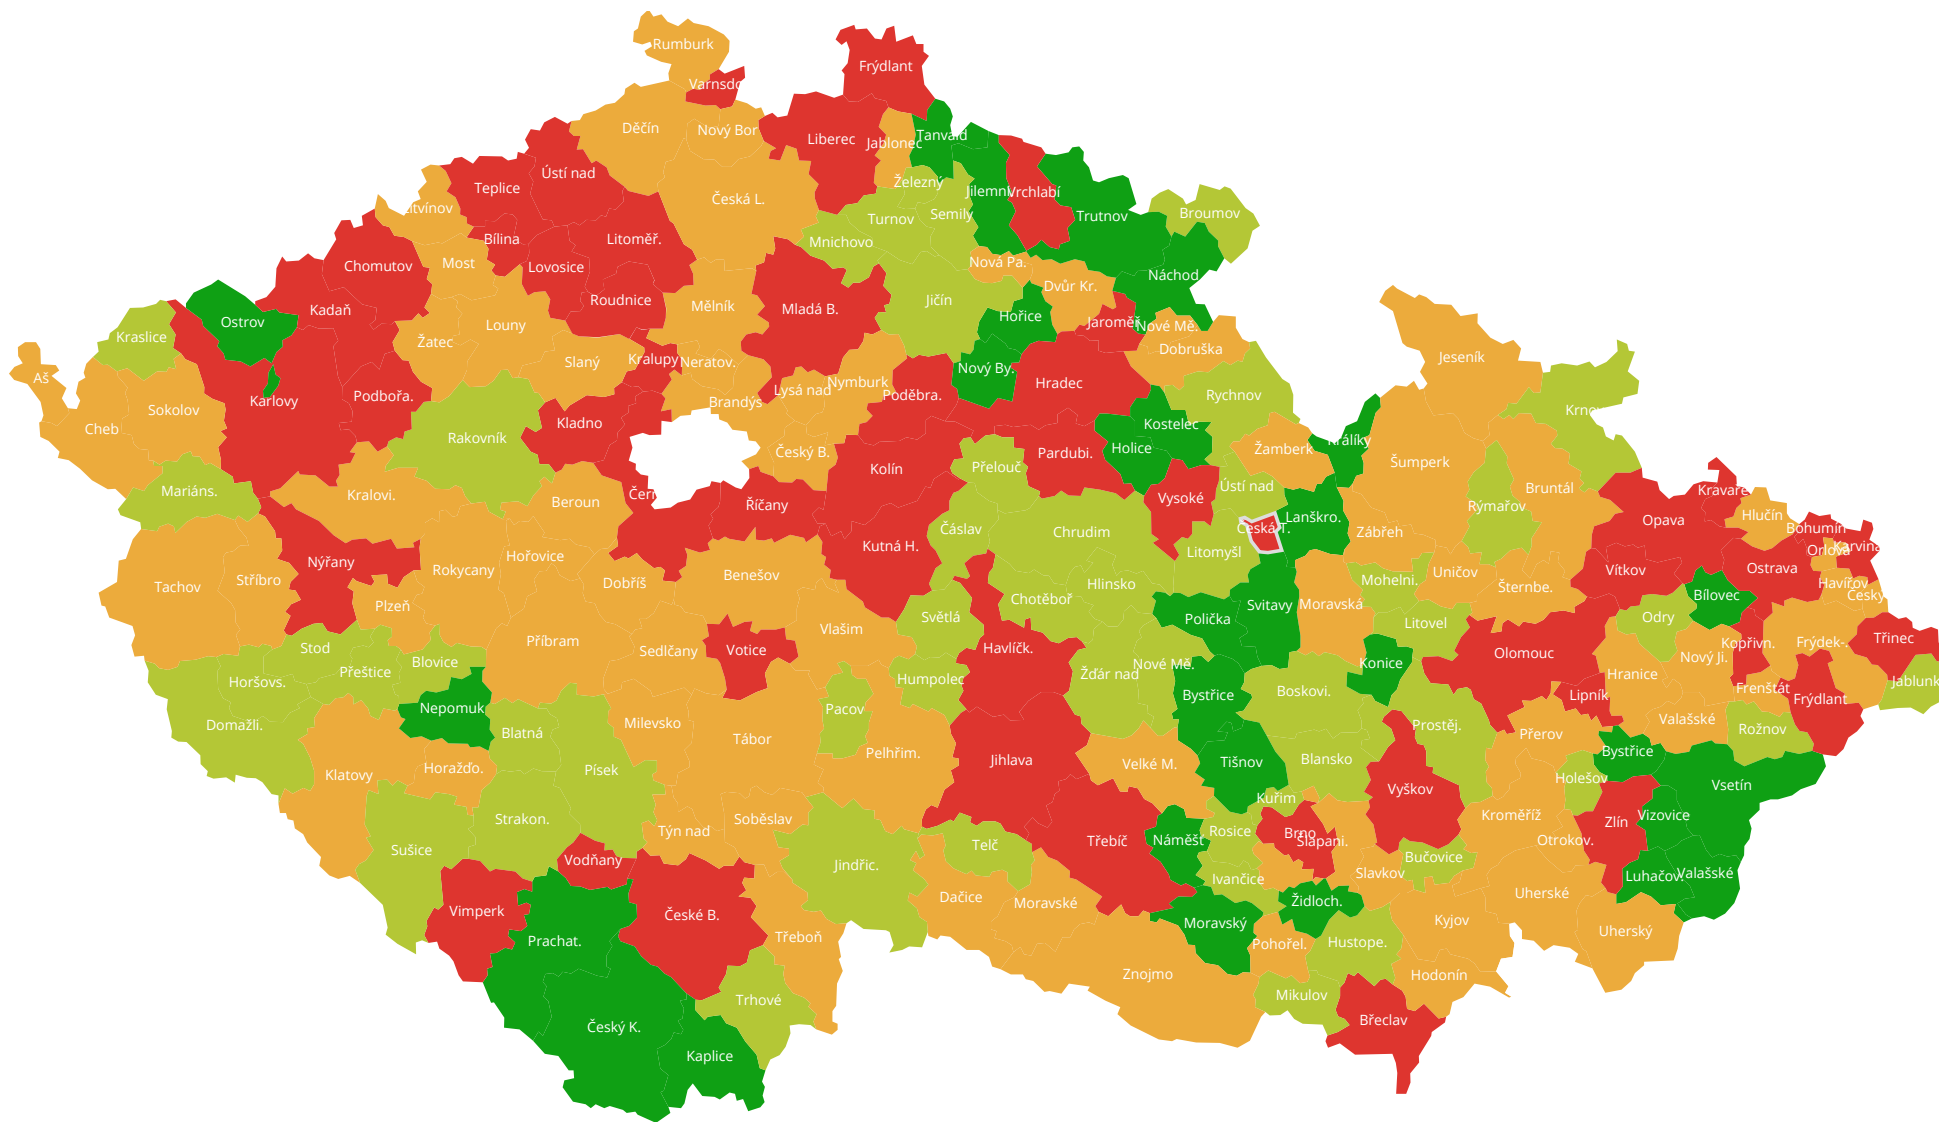 Rumburk
Frýdlant
Varnsdo
Děčín
Nový Bor
Liberec
Jablonec
Tanvald
Ústí nad
Teplice
Železný
Jilemni
Vrchlabí
Česká L.
Litvínov
Turnov
Semily
Trutnov
Broumov
Bílina
Litoměř.
Mnichovo
Chomutov
Most
Lovosice
Nová Pa.
Náchod
Kadaň
Roudnice
Mělník
Mladá B.
Jičín
Dvůr Kr.
Ostrov
Louny
Hořice
Jaroměř
Nové Mě.
Kraslice
Žatec
Dobruška
Jeseník
Slaný
Kralupy
Neratov.
Nový By.
Aš
Podbořa.
Lysá nad
Nymburk
Poděbra.
Hradec
Rychnov
Karlovy
Sokolov
Brandýs
Krnov
Cheb
Rakovník
Kladno
Kostelec
Králíky
Český B.
Kolín
Přelouč
Pardubi.
Holice
Žamberk
Šumperk
Mariáns.
Kralovi.
Beroun
Čern
Říčany
Vysoké
Ústí nad
Rýmařov
Bruntál
Kravaře
Čáslav
Chrudim
Lanškro.
Česká T.
Opava
Hlučín
Bohumín
Nýřany
Hořovice
Kutná H.
Litomyšl
Zábřeh
Orlová
Karviná
Tachov
Stříbro
Rokycany
Dobříš
Benešov
Hlinsko
Mohelni.
Uničov
Šternbe.
Vítkov
Ostrava
Havířov
Český
Plzeň
Chotěboř
Svitavy
Moravská
Bílovec
Světlá
Polička
Litovel
Odry
Stod
Příbram
Sedlčany
Votice
Vlašim
Havlíčk.
Olomouc
Kopřivn.
Frýdek-.
Třinec
Horšovs.
Přeštice
Blovice
Humpolec
Žďár nad
Nové Mě.
Konice
Hranice
Nový Ji.
Jablunk
Nepomuk
Pacov
Bystřice
Boskovi.
Lipník
Frenštát
Frýdlant
Domažli.
Blatná
Milevsko
Tábor
Prostěj.
Přerov
Valašské
Rožnov
Klatovy
Horažďo.
Písek
Pelhřim.
Jihlava
Velké M.
Tišnov
Blansko
Bystřice
Holešov
Vsetín
Vyškov
Kuřim
Strakon.
Týn nad
Soběslav
Kroměříž
Zlín
Vizovice
Sušice
Vodňany
Jindřic.
Telč
Třebíč
Náměšť
Rosice
Brno
Šlapani.
Otrokov.
Bučovice
Ivančice
Slavkov
Luhačov.
Valašské
Vimperk
České B.
Dačice
Moravské
Židloch.
Uherské
Prachat.
Třeboň
Moravský
Pohořel.
Hustope.
Kyjov
Uherský
Znojmo
Hodonín
Trhové
Mikulov
Český K.
Břeclav
Kaplice